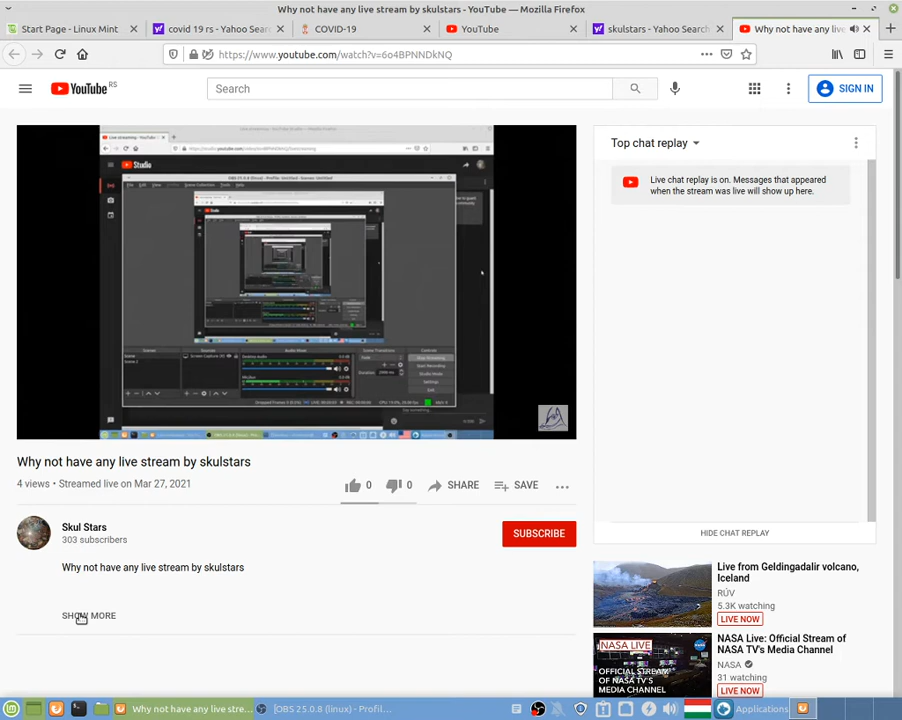 Why not have any live stream by skulstars - YouTube — Mozilla Firefox
Start Page - Linux Mint
covid 19 rs - Yahoo Sear
COVID-19
YouTube
skulstars - Yahoo Search
Why not have any live
https://www.youtube.com/watch?v=6o4BPNNdKNQ
YouTube RS
Search
SIGN IN
Studio
Top chat replay
Live chat replay is on. Messages that appeared
when the stream was live will show up here.
Why not have any live stream by skulstars
4 views • Streamed live on Mar 27, 2021
0
0
SHARE
SAVE
Skul Stars
303 subscribers
SUBSCRIBE
Why not have any live stream by skulstars
SHOW MORE
HIDE CHAT REPLAY
Live from Geldingadalir volcano,
Iceland
RÚV
5.3K watching
LIVE NOW
NASA LIVE:
OFFICIAL STREAM
OF NASA TV'S
MEDIA CHANNEL
NASA Live: Official Stream of
NASA TV's Media Channel
NASA
31 watching
LIVE NOW
Why not have any live stre...
[OBS 25.0.8 (linux) - Profil...
Applications